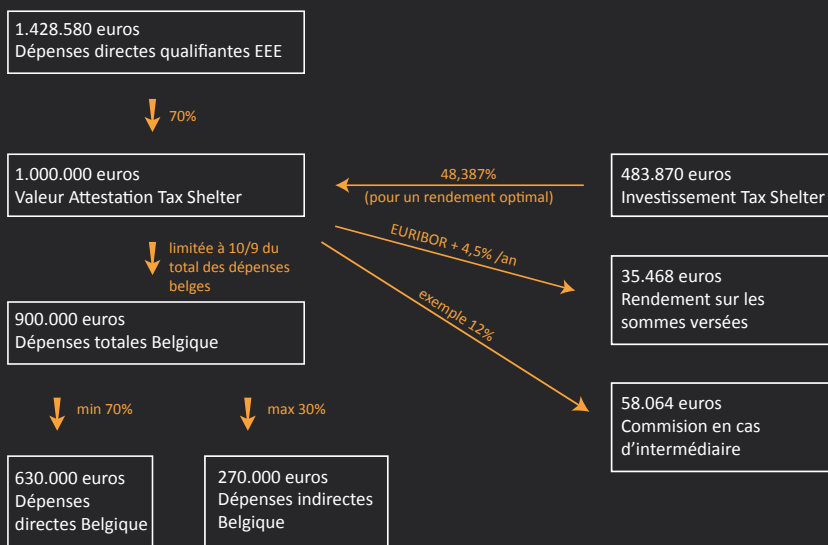 1.428.580 euros
Dépenses directes qualifiantes EEE
70%
1.000.000 euros
Valeur Attestation Tax Shelter
48,387%
(pour un rendement optimal)
483.870 euros
Investissement Tax Shelter
limitée à 10/9 du
total des dépenses
belges
EURIBOR + 4,5% /an
35.468 euros
Rendement sur les
sommes versées
exemple 12%
900.000 euros
Dépenses totales Belgique
58.064 euros
Commision en cas
d'intermédiaire
min 70%
max 30%
630.000 euros
Dépenses
directes Belgique
270.000 euros
Dépenses indirectes
Belgique